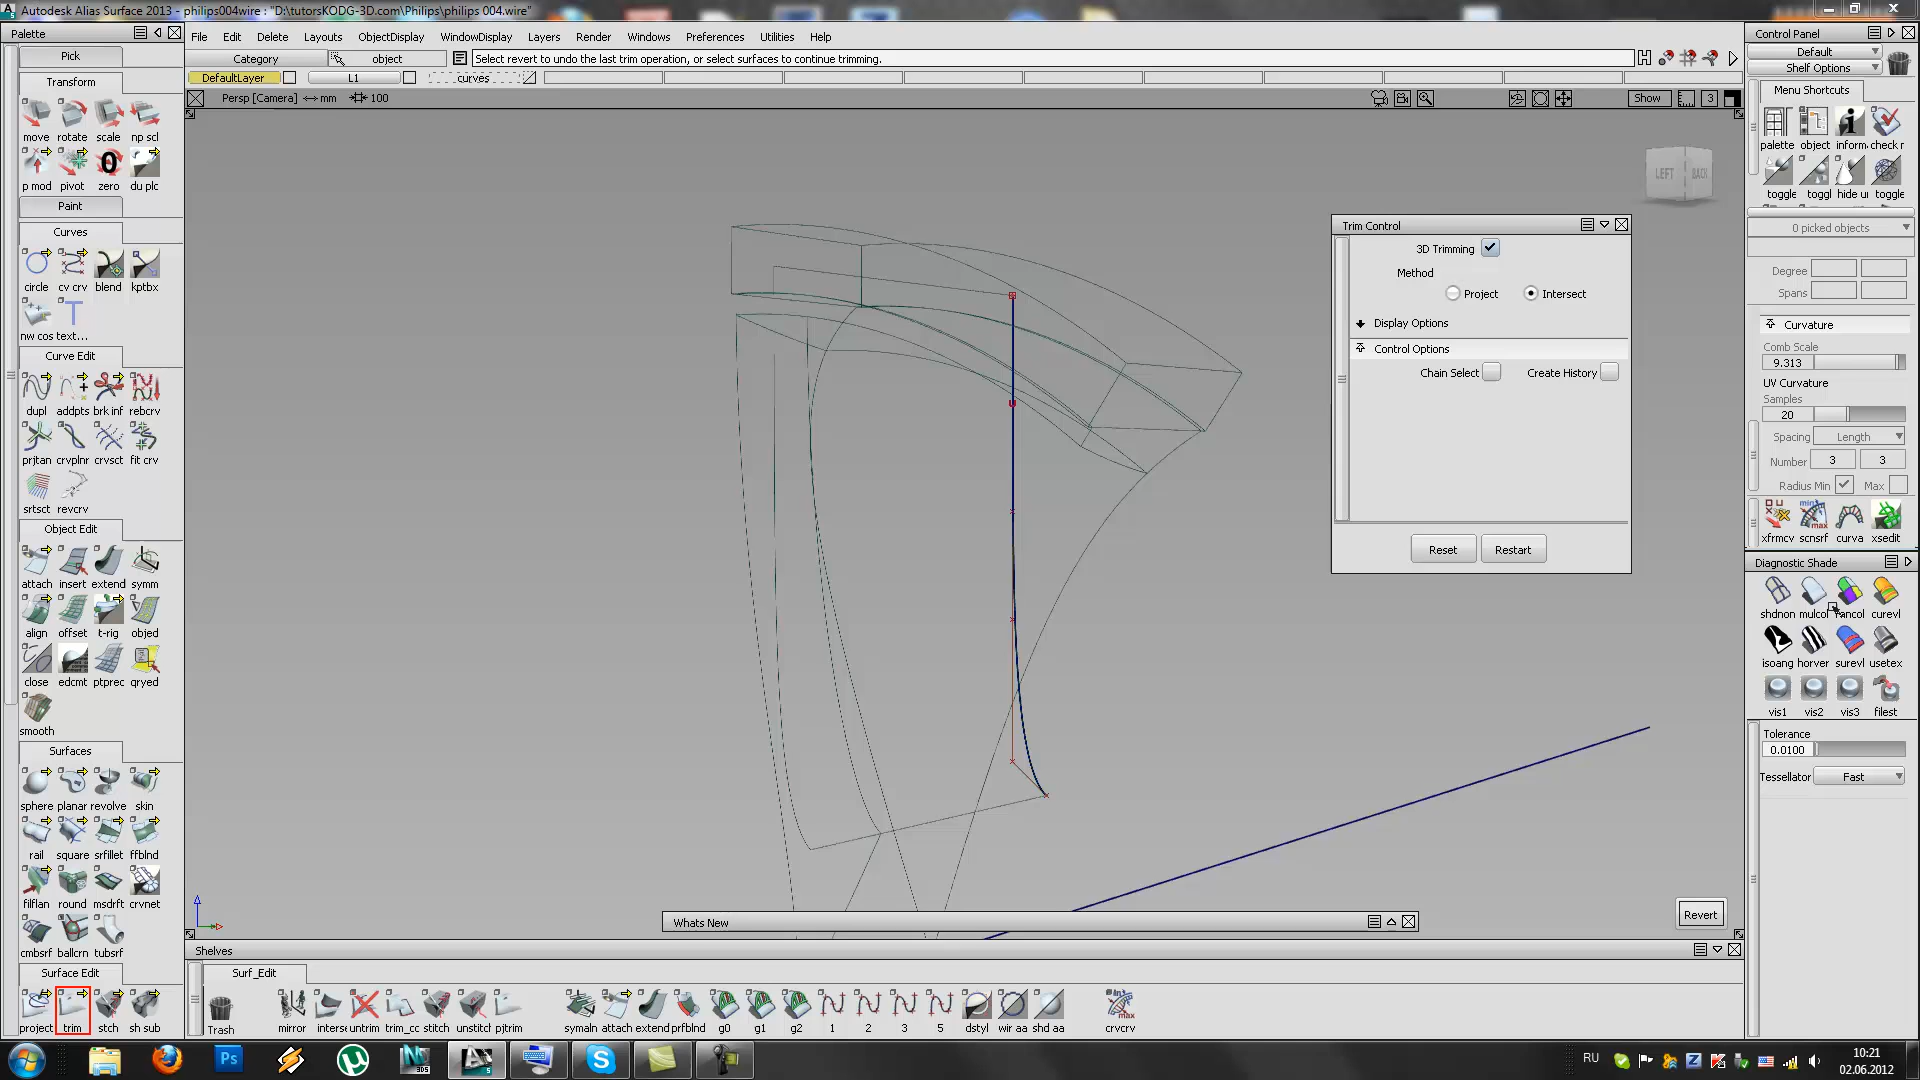 Autodesk Alias Surface 2013 - philips004wire : "D:\tutorsKODG-3D.com\Philips\philips 004.wire"
Palette
Pick
Transform
move rotate scale np scl
p mod pivot zero du plc
Paint
Curves
circle cv crv blend kptbx
nw cos text...
Curve Edit
dupl addpts brk inf rebcrv
prjtan crvplnr crvsct fit crv
srtsct revcrv
Object Edit
attach insert extend symm
align offset t-rig objed
close edcmt ptprec qryed
smooth
Surfaces
sphere planar revolve skin
rail square srfillet ffblnd
filflan round msdrft crvnet
cmbsrf ballcrn tubsrf
Surface Edit
project trim stch sh sub
File Edit Delete Layouts ObjectDisplay WindowDisplay Layers Render Windows Preferences Utilities Help
Category object Select revert to undo the last trim operation, or select surfaces to continue trimming.
DefaultLayer L1 curves
Persp [Camera] mm 100
Show 3
LEFT BACK
Trim Control
3D Trimming
Method
Project Intersect
Display Options
Control Options
Chain Select Create History
Reset Restart
Revert
Whats New
Shelves
Surf_Edit
Trash mirror interse untrim trim_cc stitch unstitcl pjtrim symaln attach extend prfblnd g0 g1 g2 1 2 3 5 dstyl wir aa shd aa crvcrv
Control Panel
Default
Shelf Options
Menu Shortcuts
palette object inform check r
toggle toggl hide ur toggle
0 picked objects
Degree
Spans
Curvature
Comb Scale
9.313
UV Curvature
Samples
20
Spacing Length
Number 3 3
Radius Min Max
xfrmcv scnsrf curva xsedit
Diagnostic Shade
shdnon mulcol rancol curevl
isoang horver surevl usetex
vis1 vis2 vis3 filest
Tolerance
0.0100
Tessellator Fast
RU
10:21
02.06.2012